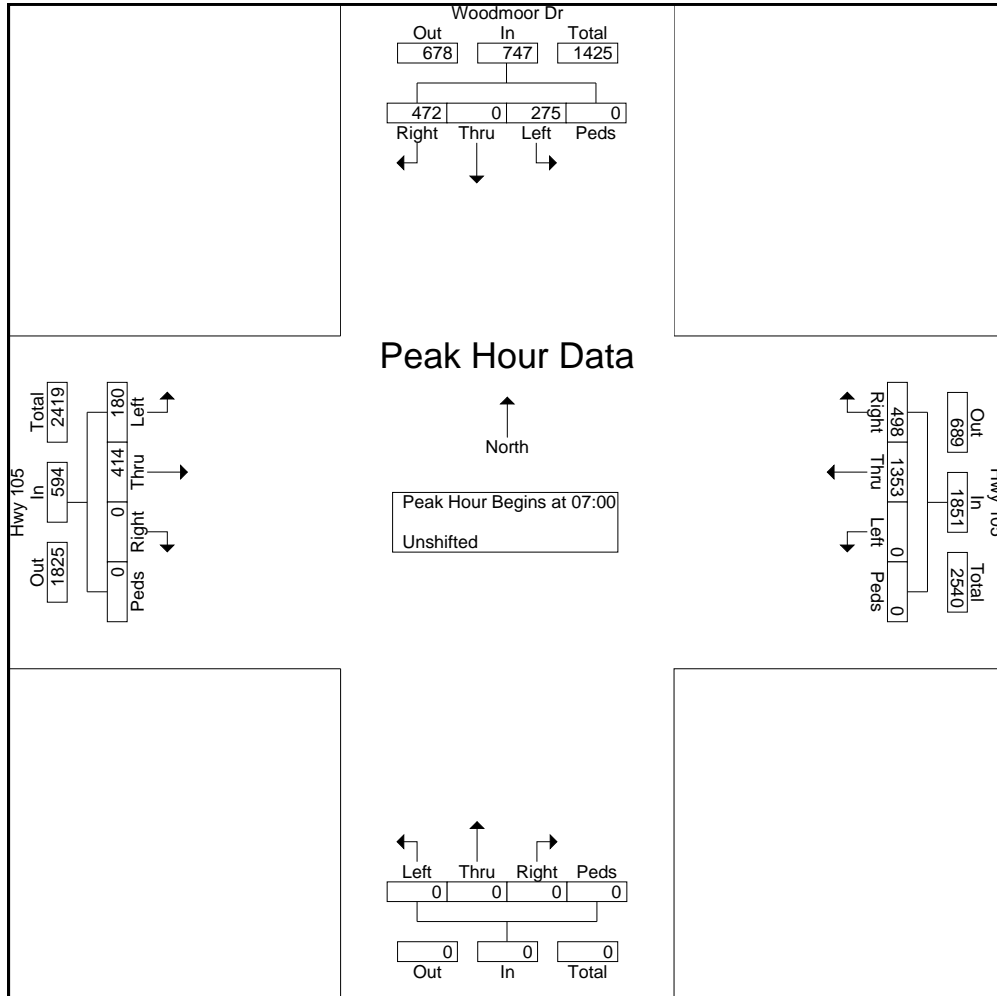 Woodmoor Dr
Out In Total
678 747 1425
472 0 275 0
Right Thru Left Peds
Peak Hour Data
North
Peak Hour Begins at 07:00
Unshifted
Hwy 105
Total In Out
2419 594 1825
180 414 0 0
Left Thru Right Peds
Right Thru Left Peds
498 1353 0 0
Out In Total
689 1851 2540
Left Thru Right Peds
0 0 0 0
0 0 0
Out In Total